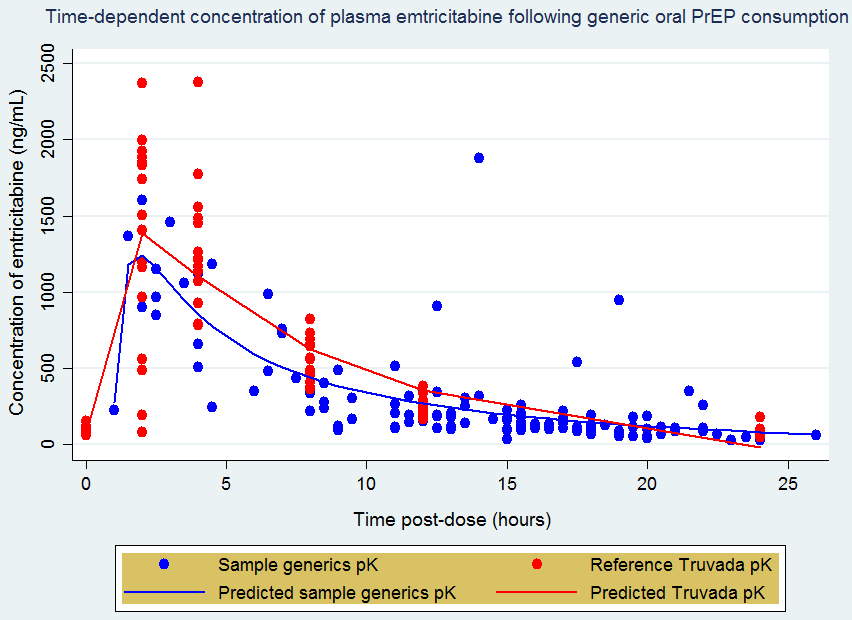 Time-dependent concentration of plasma emtricitabine following generic oral PrEP consumption
Concentration of emtricitabine (ng/mL)
2500
2000
1500
1000
500
0
0 5 10 15 20 25
Time post-dose (hours)
Sample generics pK Reference Truvada pK
Predicted sample generics pK Predicted Truvada pK